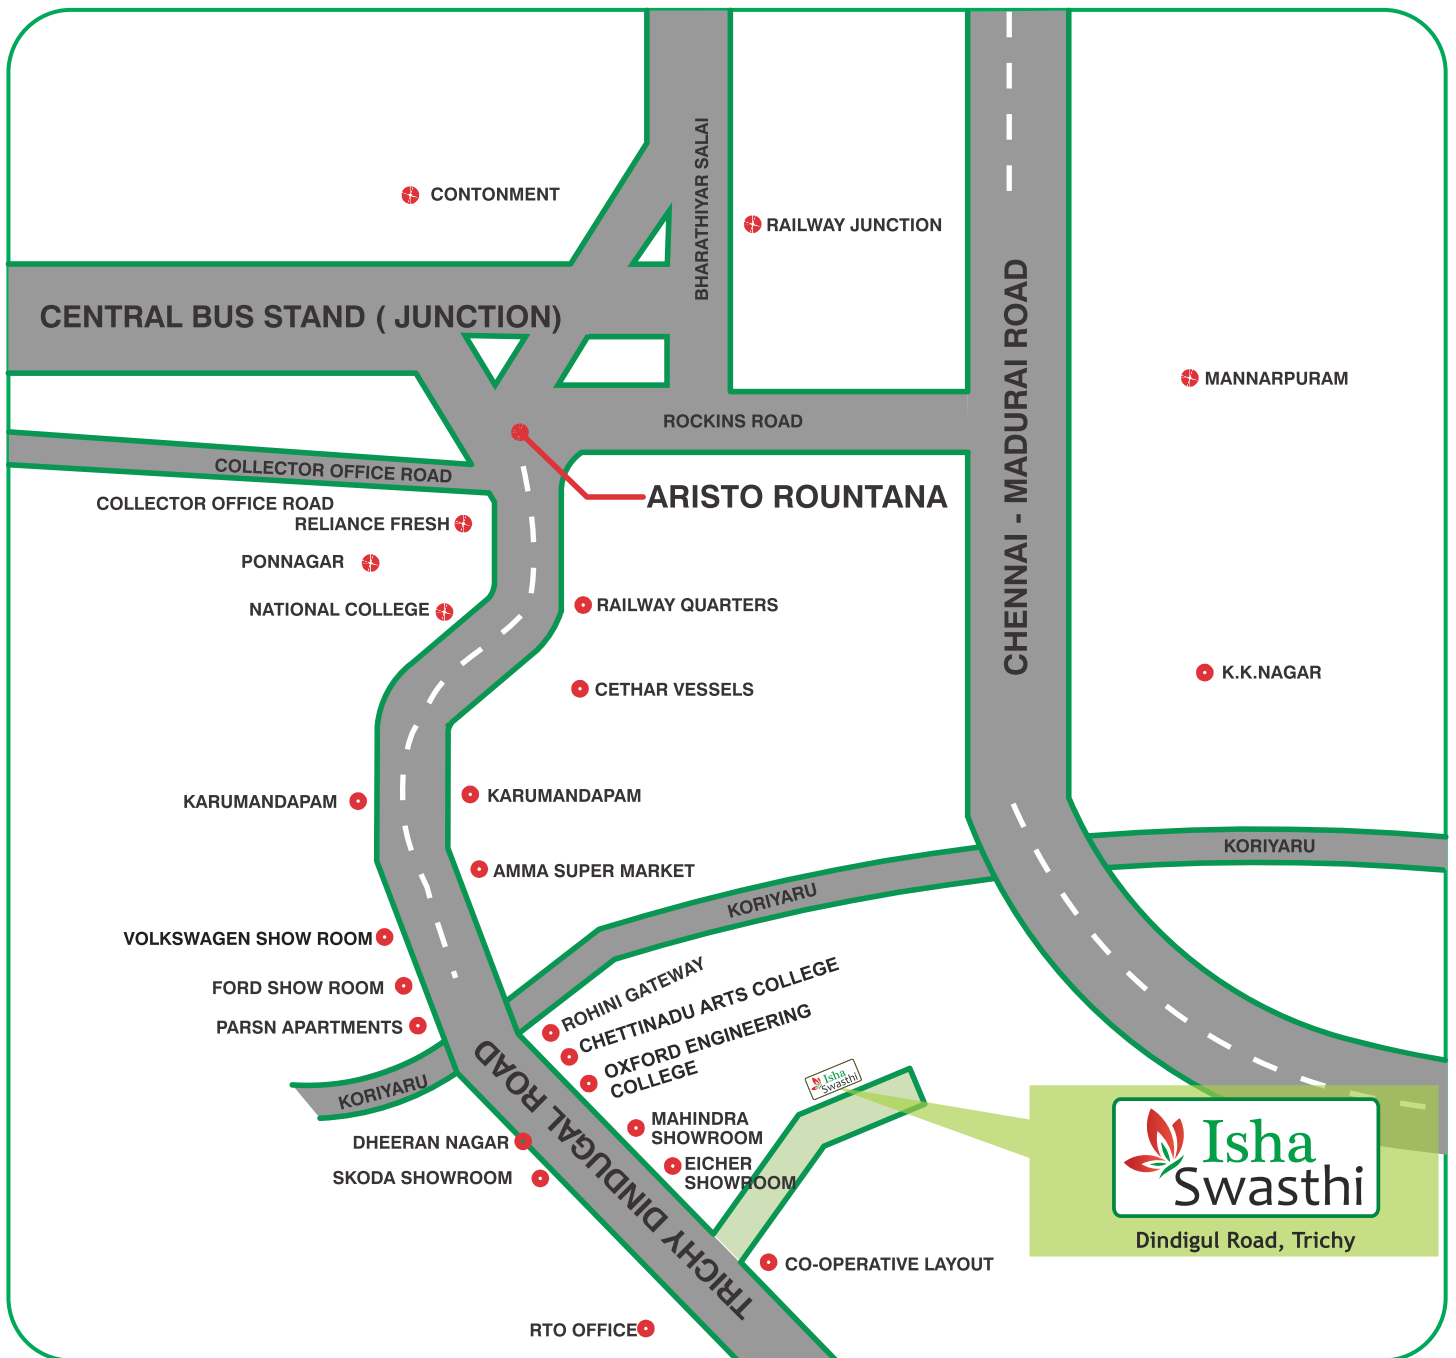 BHARATHIYAR SALAI
CONTONMENT
RAILWAY JUNCTION
CENTRAL BUS STAND ( JUNCTION)
CHENNAI - MADURAI ROAD
MANNARPURAM
ROCKINS ROAD
COLLECTOR OFFICE ROAD
ARISTO ROUNTANA
COLLECTOR OFFICE ROAD
RELIANCE FRESH
PONNAGAR
NATIONAL COLLEGE
RAILWAY QUARTERS
K.K.NAGAR
CETHAR VESSELS
KARUMANDAPAM
KARUMANDAPAM
KORIYARU
AMMA SUPER MARKET
KORIYARU
VOLKSWAGEN SHOW ROOM
FORD SHOW ROOM
PARSN APARTMENTS
ROHINI GATEWAY
CHETTINADU ARTS COLLEGE
OXFORD ENGINEERING
COLLEGE
KORIYARU
Isha
Swasthi
TRICHY DINDUGAL ROAD
MAHINDRA
SHOWROOM
DHEERAN NAGAR
EICHER
SHOWROOM
SKODA SHOWROOM
Isha
Swasthi
Dindigul Road, Trichy
CO-OPERATIVE LAYOUT
RTO OFFICE